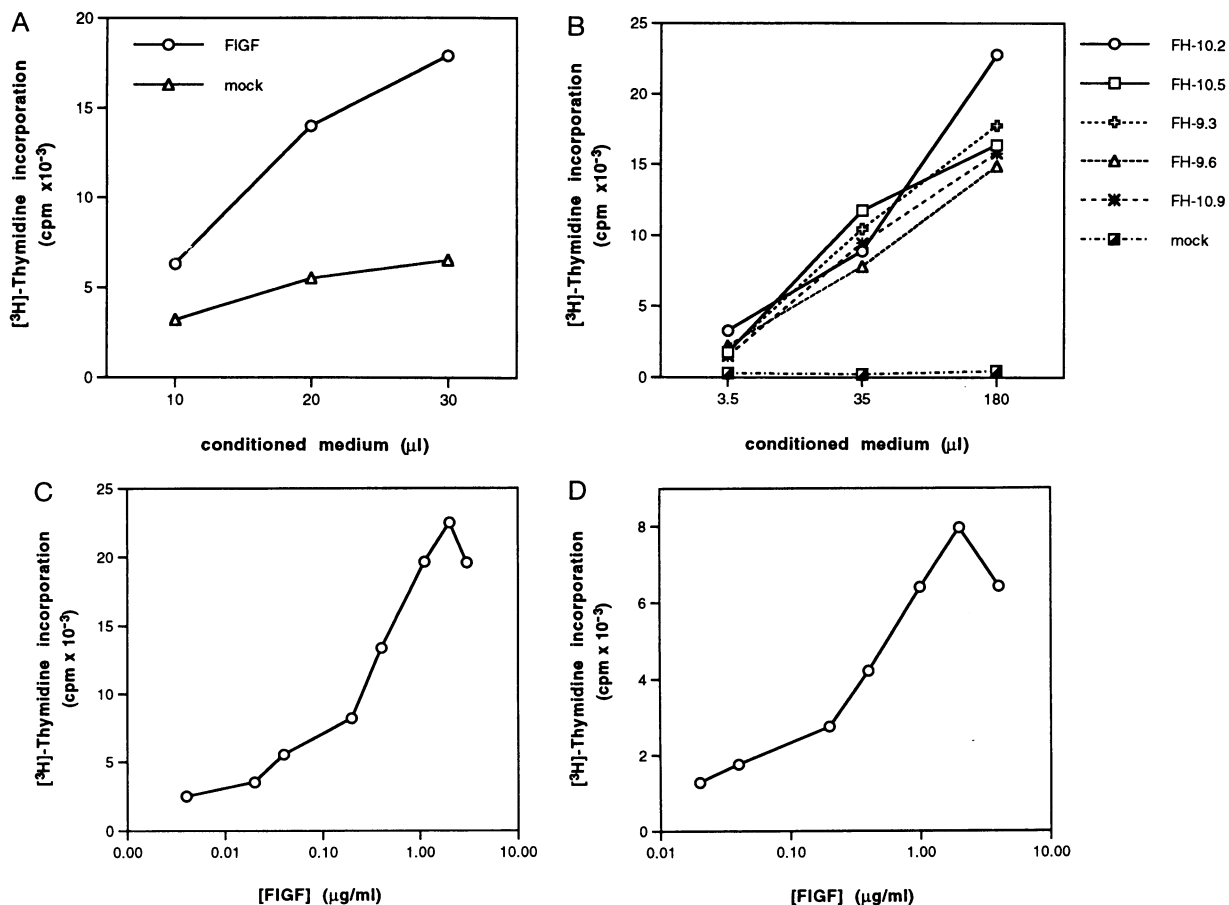 A
[³H]-Thymidine incorporation
(cpm x10⁻³)
20
15
10
5
0
FIGF
mock
10 20 30
conditioned medium (μl)
B
[³H]-Thymidine incorporation
(cpm x10⁻³)
25
20
15
10
5
0
3.5 35 180
conditioned medium (μl)
FH-10.2
FH-10.5
FH-9.3
FH-9.6
FH-10.9
mock
C
[³H]-Thymidine incorporation
(cpm x 10⁻³)
25
20
15
10
5
0
0.00 0.01 0.10 1.00 10.00
[FIGF] (μg/ml)
D
[³H]-Thymidine incorporation
(cpm x 10⁻³)
8
6
4
2
0
0.01 0.10 1.00 10.00
[FIGF] (μg/ml)